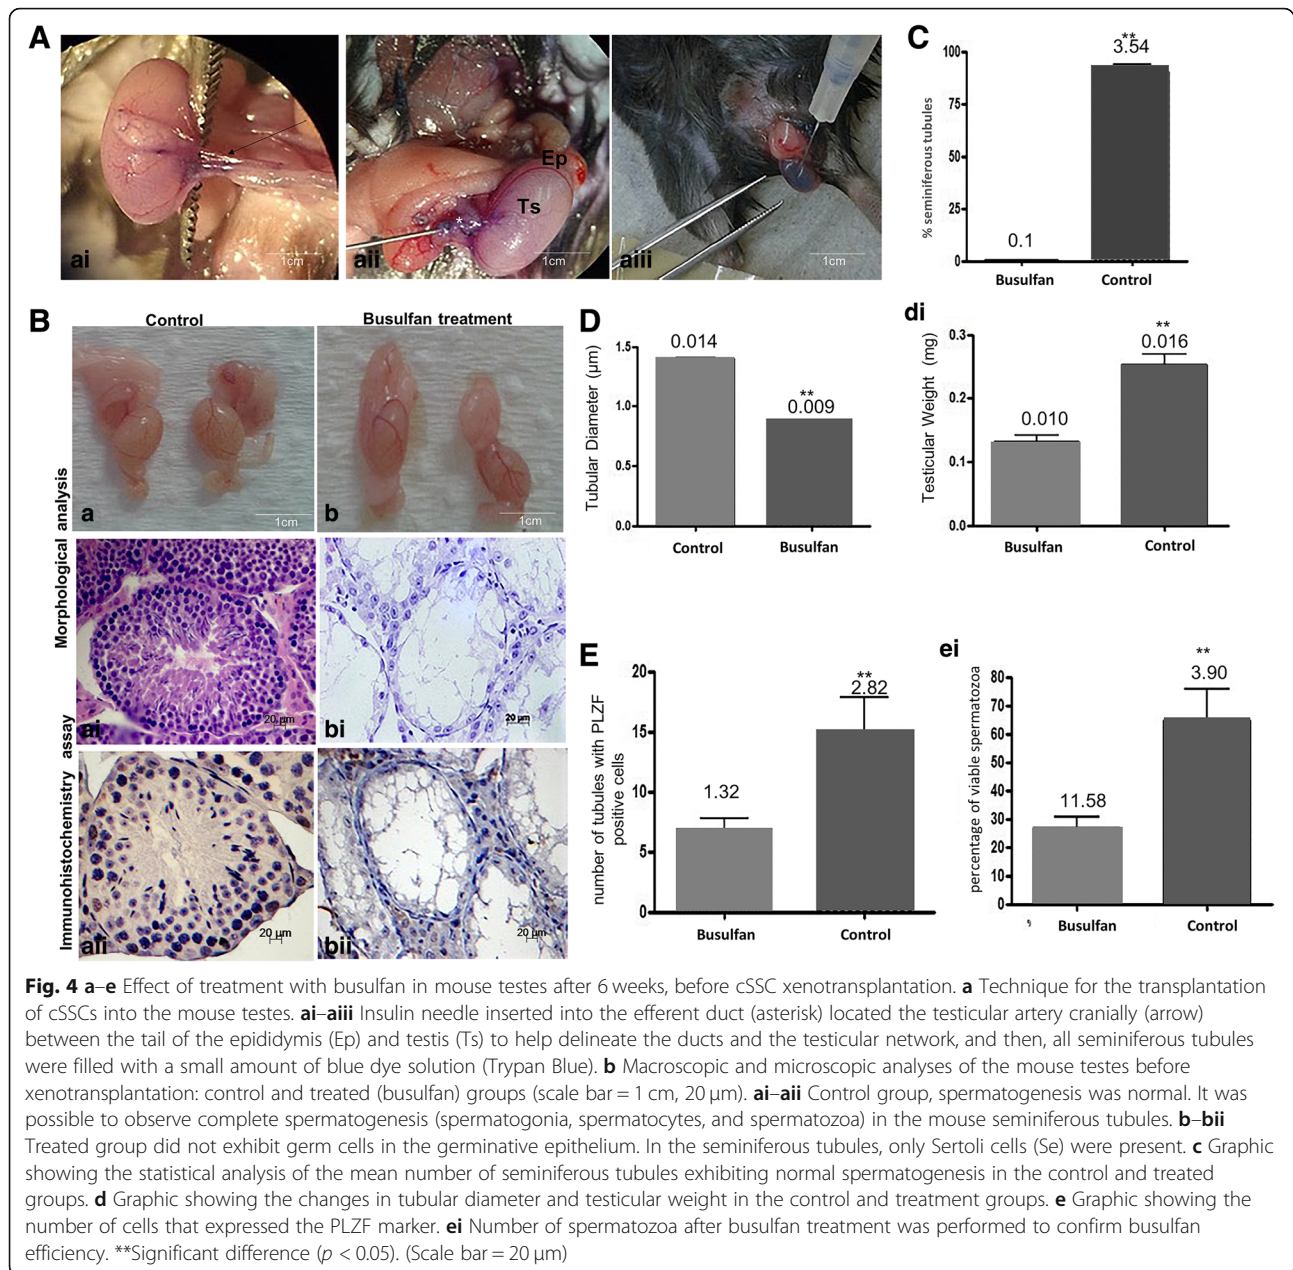 A
ai
1cm
Ep
Ts
*
aii
1cm
aiii
1cm
C
% seminiferous tubules
100
75
50
25
0
0.1
**
3.54
Busulfan
Control
B
Control
Busulfan treatment
Morphological analysis
Immunohistochemistry assay
a
1cm
b
1cm
ai
20 µm
bi
20 µm
aii
20 µm
bii
20 µm
D
Tubular Diameter (µm)
1.5
1.0
0.5
0.0
0.014
**
0.009
Control
Busulfan
di
Testicular Weight (mg)
0.3
0.2
0.1
0.0
0.010
**
0.016
Busulfan
Control
E
number of tubules with PLZF
positive cells
20
15
10
5
0
1.32
**
2.82
Busulfan
Control
ei
percentage of viable spermatozoa
80
70
60
50
40
30
20
10
0
11.58
**
3.90
Busulfan
Control
Fig. 4 a–e Effect of treatment with busulfan in mouse testes after 6 weeks, before cSSC xenotransplantation. a Technique for the transplantation
of cSSCs into the mouse testes. ai–aiii Insulin needle inserted into the efferent duct (asterisk) located the testicular artery cranially (arrow)
between the tail of the epididymis (Ep) and testis (Ts) to help delineate the ducts and the testicular network, and then, all seminiferous tubules
were filled with a small amount of blue dye solution (Trypan Blue). b Macroscopic and microscopic analyses of the mouse testes before
xenotransplantation: control and treated (busulfan) groups (scale bar = 1 cm, 20 µm). ai–aii Control group, spermatogenesis was normal. It was
possible to observe complete spermatogenesis (spermatogonia, spermatocytes, and spermatozoa) in the mouse seminiferous tubules. b–bii
Treated group did not exhibit germ cells in the germinative epithelium. In the seminiferous tubules, only Sertoli cells (Se) were present. c Graphic
showing the statistical analysis of the mean number of seminiferous tubules exhibiting normal spermatogenesis in the control and treated
groups. d Graphic showing the changes in tubular diameter and testicular weight in the control and treatment groups. e Graphic showing the
number of cells that expressed the PLZF marker. ei Number of spermatozoa after busulfan treatment was performed to confirm busulfan
efficiency. **Significant difference (p < 0.05). (Scale bar = 20 µm)